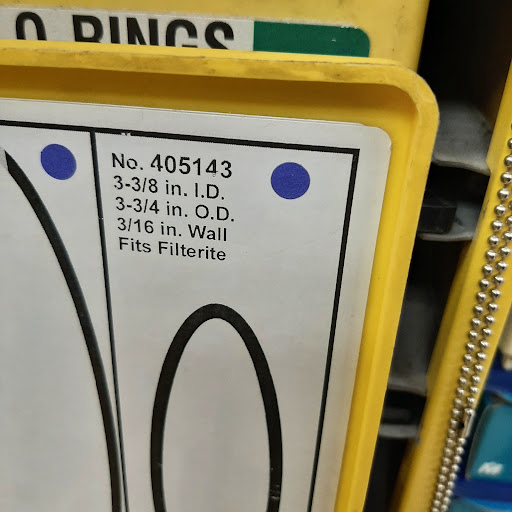 O RINGS
No. 405143
3-3/8 in. I.D.
3-3/4 in. O.D.
3/16 in. Wall
Fits Filterite